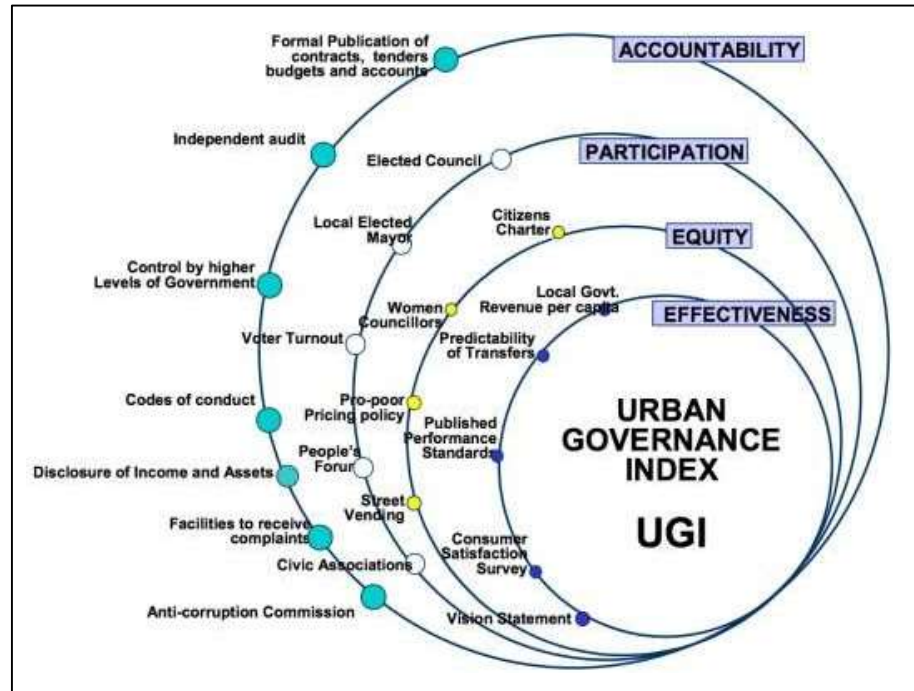 Formal Publication of
contracts, tenders
budgets and accounts
ACCOUNTABILITY
Independent audit
Elected Council
PARTICIPATION
Local Elected
Mayor
Citizens
Charter
EQUITY
Control by higher
Levels of Government
Women
Councillors
Local Govt.
Revenue per capita
EFFECTIVENESS
Voter Turnout
Predictability
of Transfers
Codes of conduct
Pro-poor
Pricing policy
Published
Performance
Standards
URBAN
GOVERNANCE
INDEX
UGI
People's
Forum
Disclosure of Income and Assets
Street
Vending
Facilities to receive
complaints
Consumer
Satisfaction
Survey
Civic Associations
Anti-corruption Commission
Vision Statement